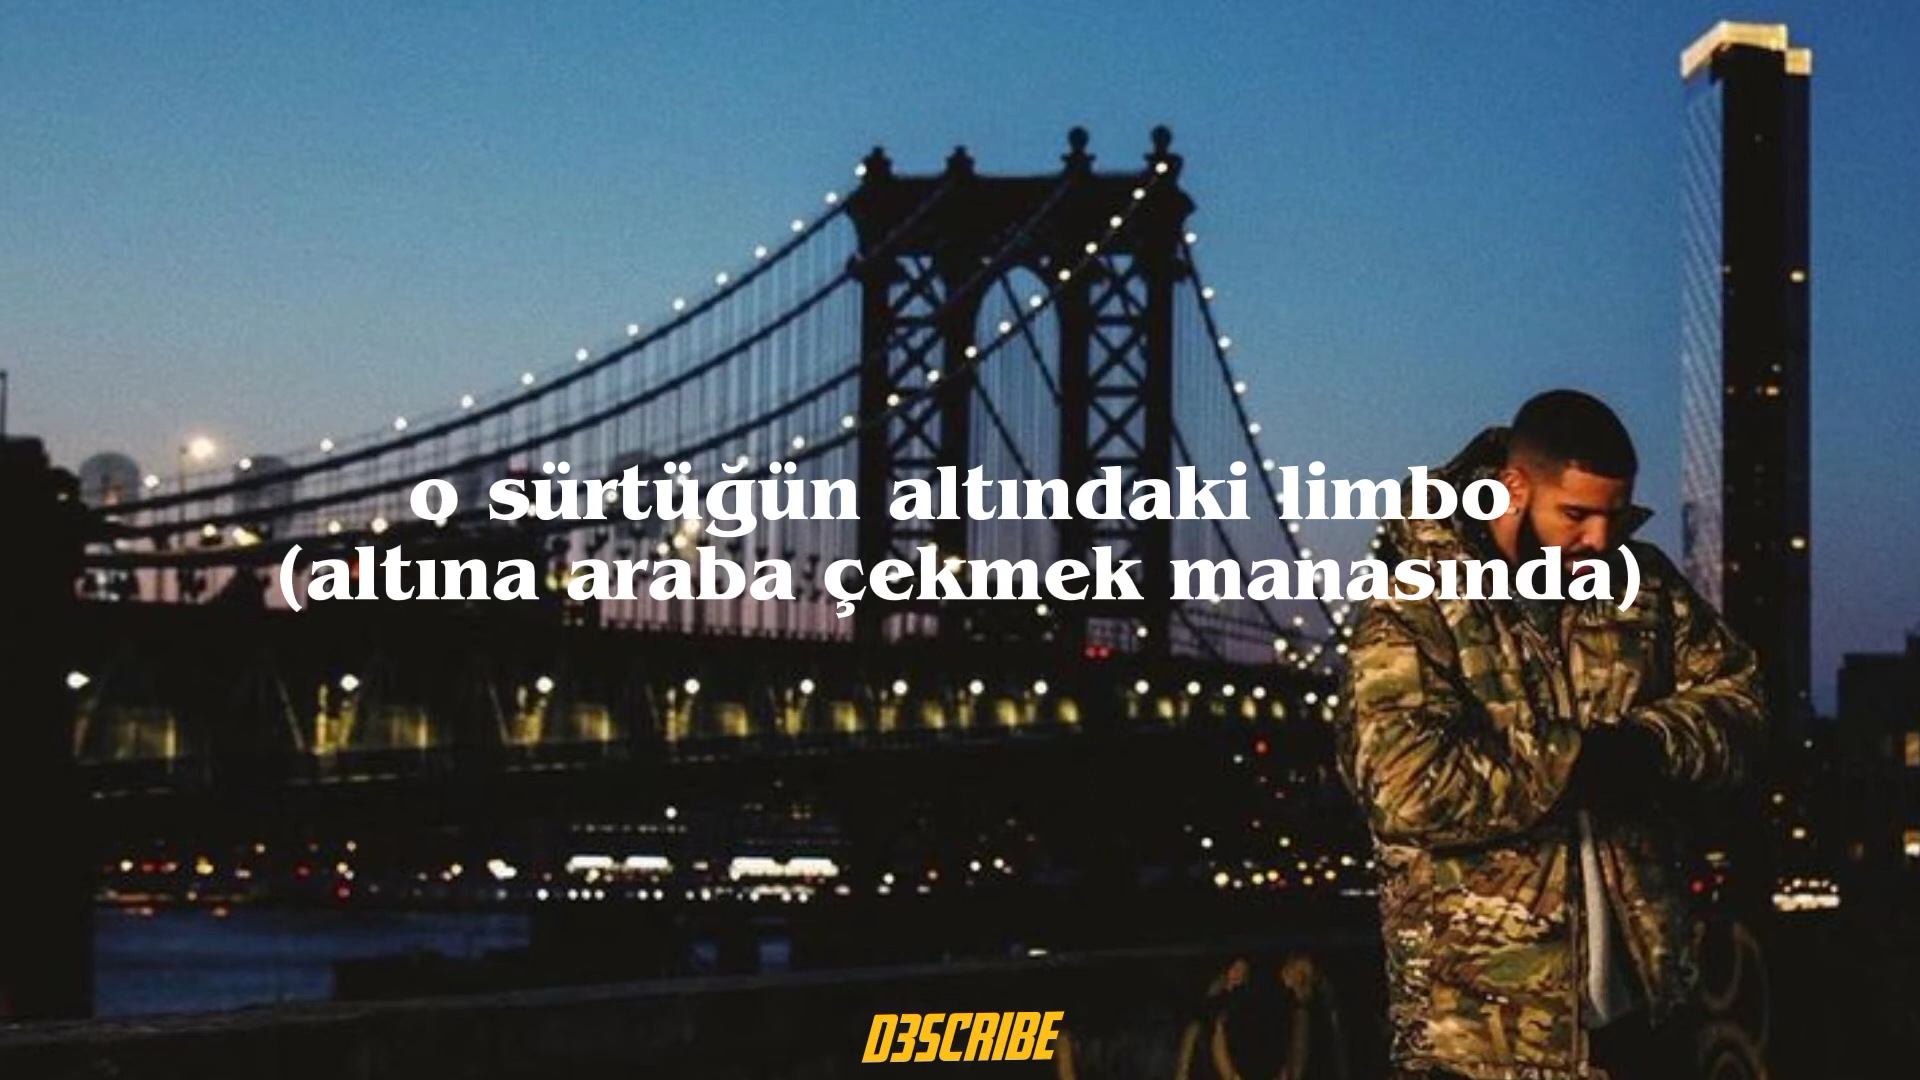 o sürtüğün altındaki limbo
(altına araba çekmek manasında)
D3SCRIBE